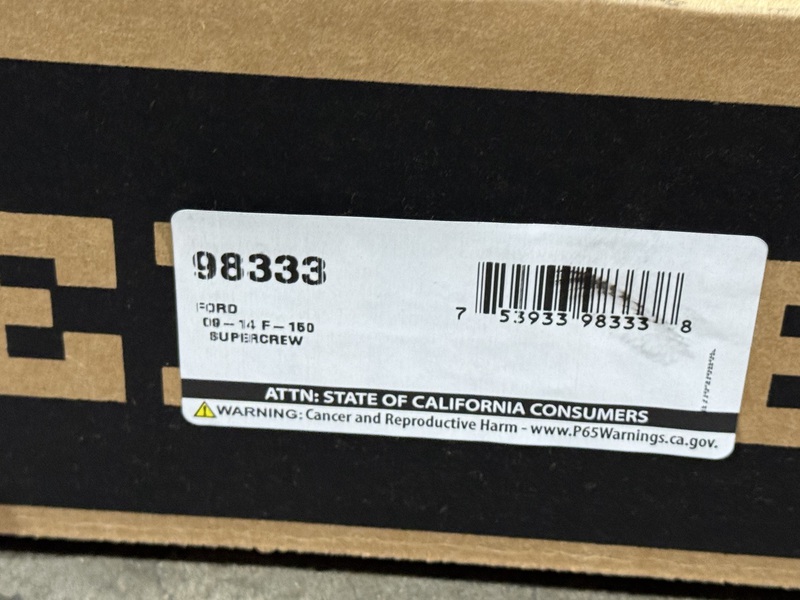 98333
FORD
09-14 F-150
SUPERCREW
7 53933 98333 8
ATTN: STATE OF CALIFORNIA CONSUMERS
WARNING: Cancer and Reproductive Harm - www.P65Warnings.ca.gov.